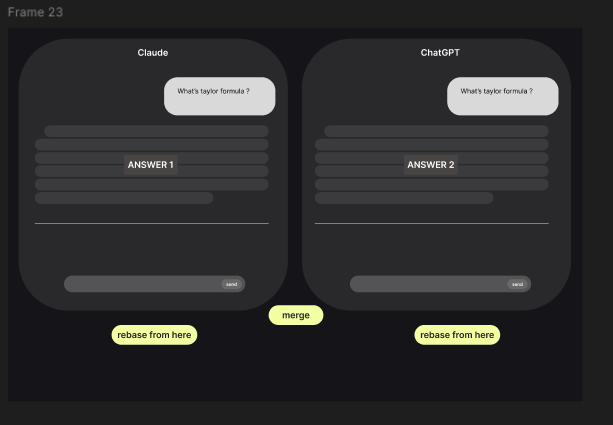 Frame 23
Claude
What's taylor formula ?
ANSWER 1
send
rebase from here
ChatGPT
What's taylor formula ?
ANSWER 2
send
rebase from here
merge